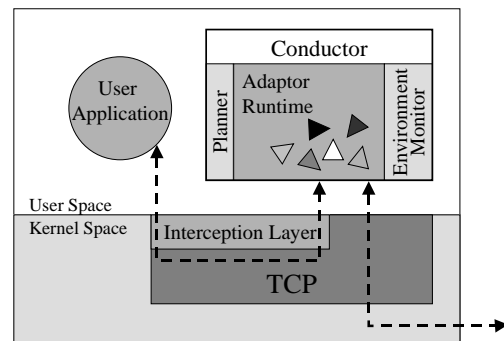 Conductor
User
Application
Planner
Adaptor
Runtime
Environment
Monitor
User Space
Kernel Space
Interception Layer
TCP